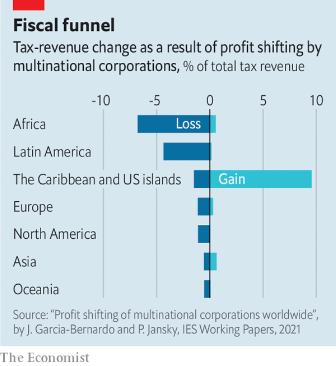 Fiscal funnel
Tax-revenue change as a result of profit shifting by
multinational corporations, % of total tax revenue
-10 -5 0 5 10
Africa Loss
Latin America
The Caribbean and US islands Gain
Europe
North America
Asia
Oceania
Source: “Profit shifting of multinational corporations worldwide”,
by J. Garcia-Bernardo and P. Jansky, IES Working Papers, 2021
The Economist